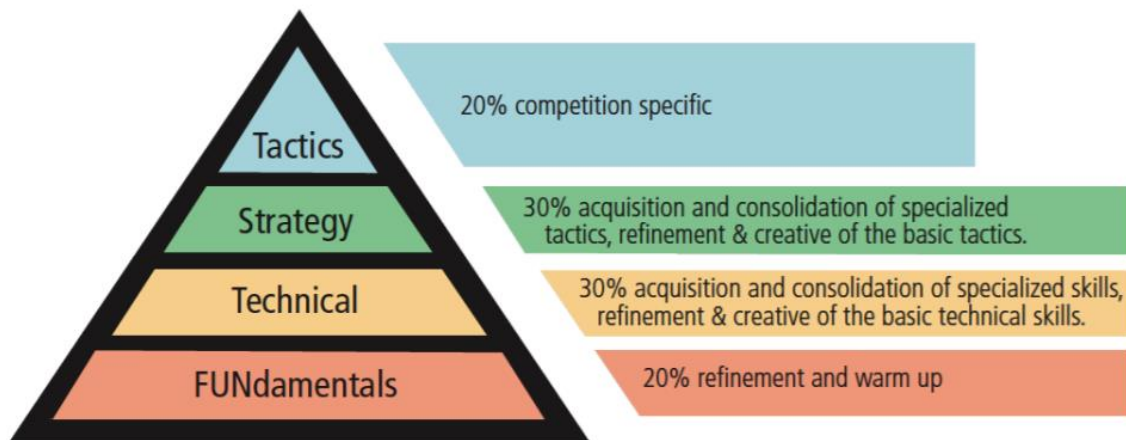 Tactics
20% competition specific
Strategy
30% acquisition and consolidation of specialized
tactics, refinement & creative of the basic tactics.
Technical
30% acquisition and consolidation of specialized skills,
refinement & creative of the basic technical skills.
FUNdamentals
20% refinement and warm up